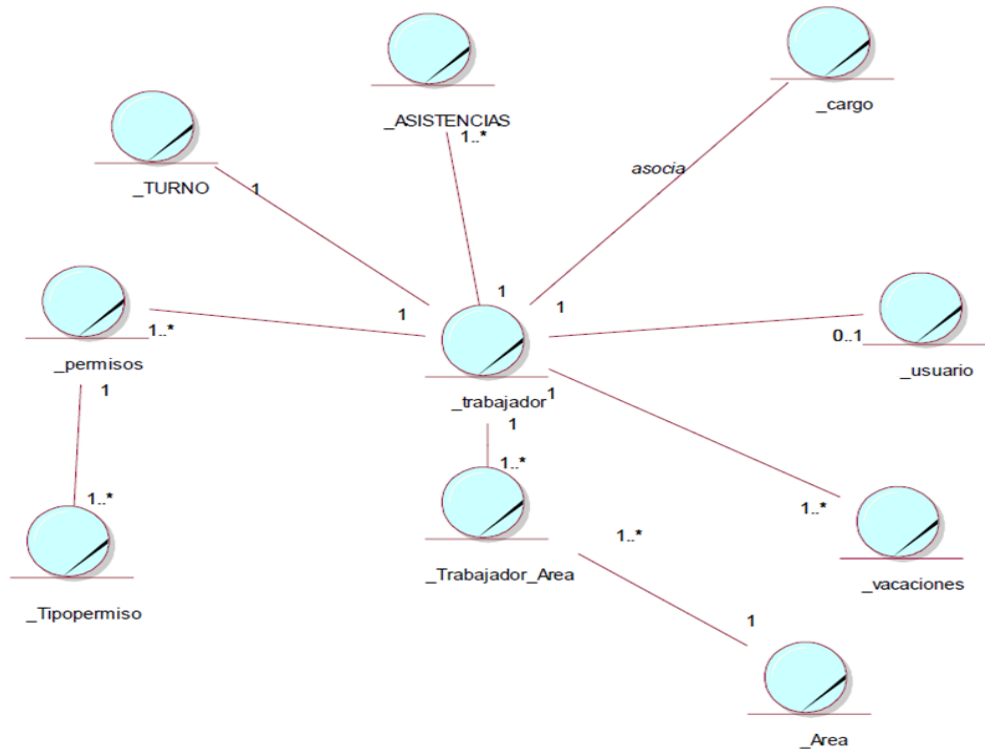 _ASISTENCIAS
1..*
_cargo
_TURNO
1
asocia
_permisos
1..*
1
1
1
1
_trabajador
1
0..1
_usuario
1
1..*
_Tipopermiso
1
1..*
_Trabajador_Area
1..*
1
_Area
1..*
_vacaciones